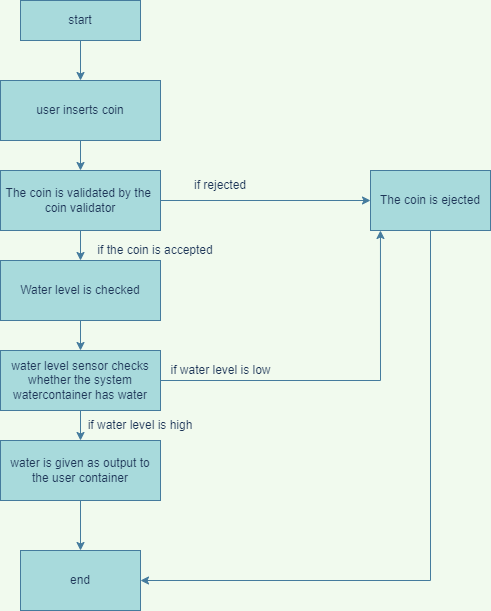 start
user inserts coin
The coin is validated by the
coin validator
if rejected
The coin is ejected
if the coin is accepted
Water level is checked
water level sensor checks
whether the system
watercontainer has water
if water level is low
if water level is high
water is given as output to
the user container
end